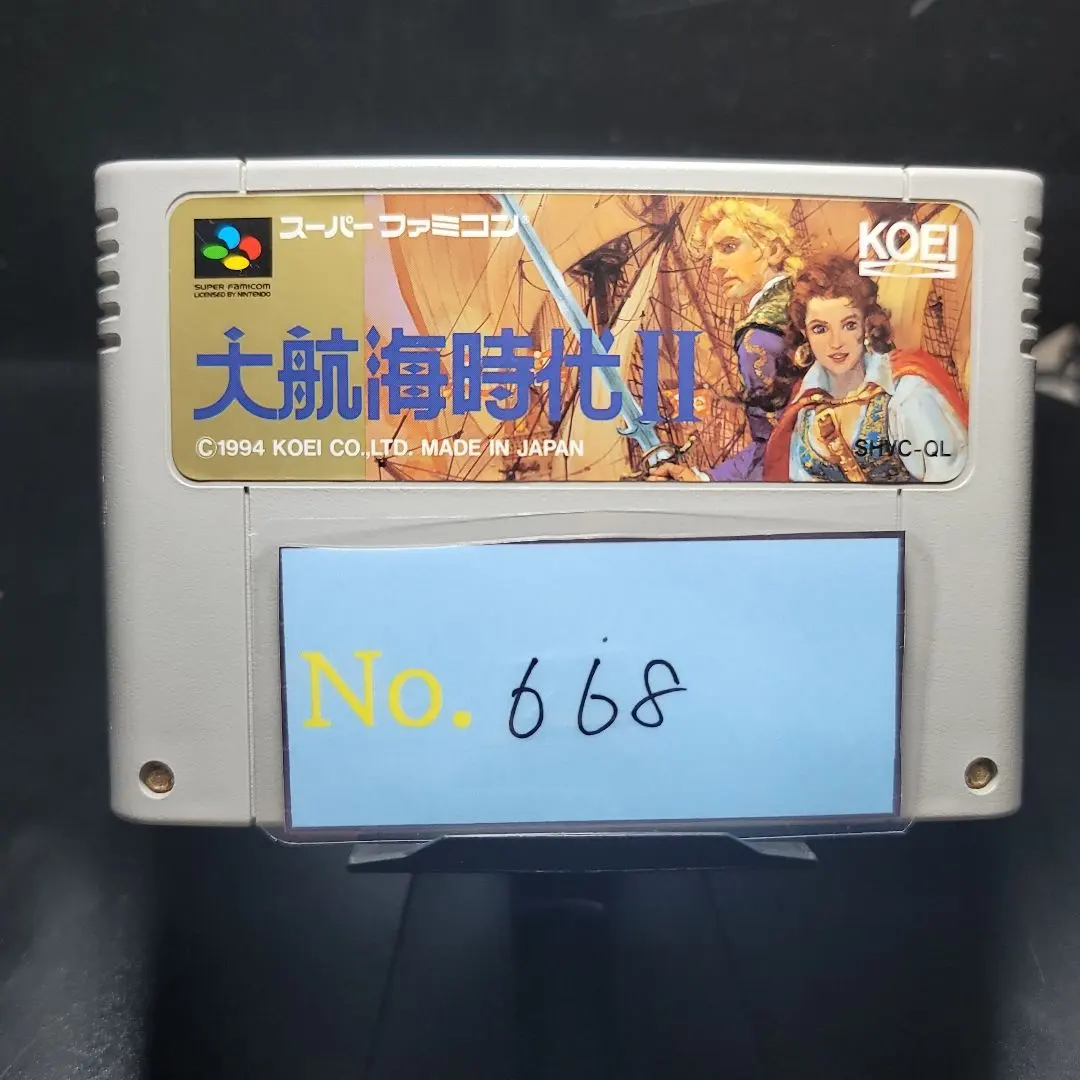 スーパーファミコン®
KOEI
SUPER FAMICOM
LICENSED BY NINTENDO
大航海時代II
©1994 KOEI CO.,LTD. MADE IN JAPAN
SHVC-QL
No. 668